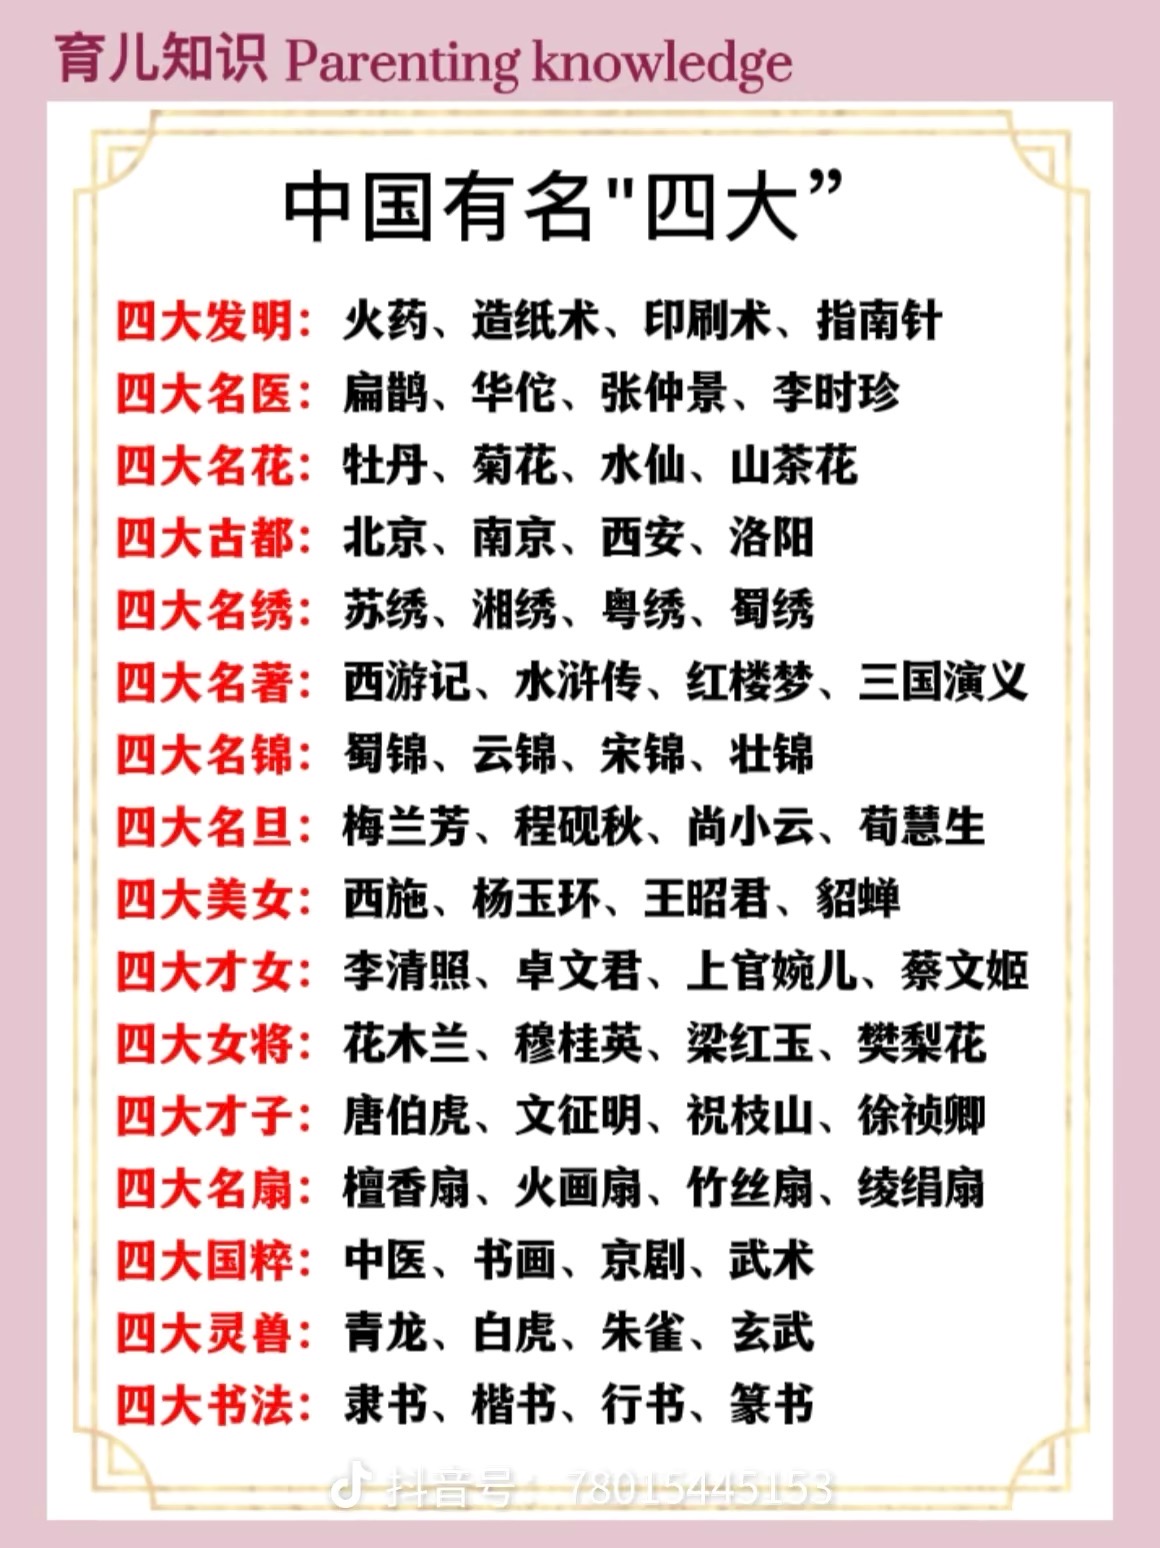 育儿知识 Parenting knowledge
中国有名"四大”
四大发明：火药、造纸术、印刷术、指南针
四大名医：扁鹊、华佗、张仲景、李时珍
四大名花：牡丹、菊花、水仙、山茶花
四大古都：北京、南京、西安、洛阳
四大名绣：苏绣、湘绣、粤绣、蜀绣
四大名著：西游记、水浒传、红楼梦、三国演义
四大名锦：蜀锦、云锦、宋锦、壮锦
四大名旦：梅兰芳、程砚秋、尚小云、荀慧生
四大美女：西施、杨玉环、王昭君、貂蝉
四大才女：李清照、卓文君、上官婉儿、蔡文姬
四大女将：花木兰、穆桂英、梁红玉、樊梨花
四大才子：唐伯虎、文征明、祝枝山、徐祯卿
四大名扇：檀香扇、火画扇、竹丝扇、绫绢扇
四大国粹：中医、书画、京剧、武术
四大灵兽：青龙、白虎、朱雀、玄武
四大书法：隶书、楷书、行书、篆书
抖音号：78015445153